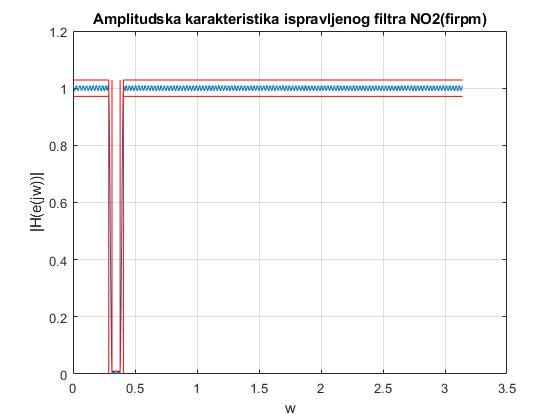 Amplitudska karakteristika ispravljenog filtra NO2(firpm)
1.2
1
0.8
0.6
0.4
0.2
0
|H(e(jw))|
0 0.5 1 1.5 2 2.5 3 3.5
w